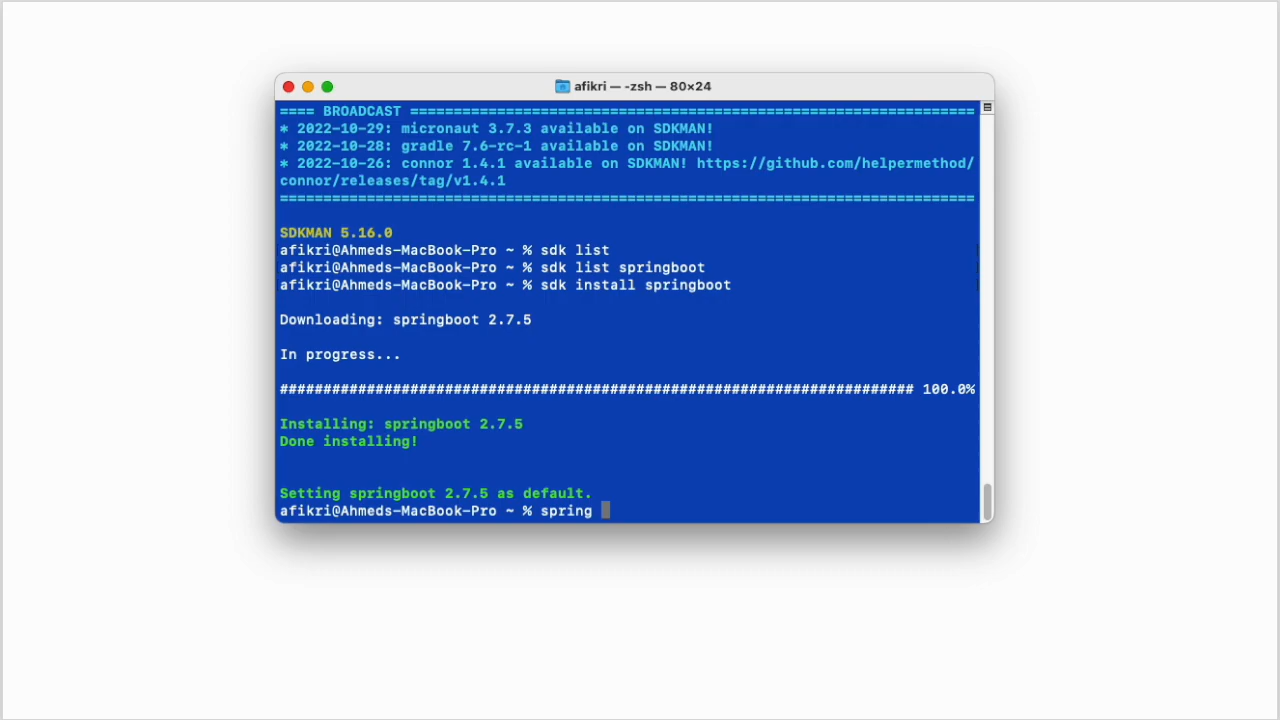 afikri — -zsh — 80×24
==== BROADCAST =================================================================
* 2022-10-29: micronaut 3.7.3 available on SDKMAN!
* 2022-10-28: gradle 7.6-rc-1 available on SDKMAN!
* 2022-10-26: connor 1.4.1 available on SDKMAN! https://github.com/helpermethod/
connor/releases/tag/v1.4.1
================================================================================
SDKMAN 5.16.0
afikri@Ahmeds-MacBook-Pro ~ % sdk list
afikri@Ahmeds-MacBook-Pro ~ % sdk list springboot
afikri@Ahmeds-MacBook-Pro ~ % sdk install springboot
Downloading: springboot 2.7.5
In progress...
######################################################################### 100.0%
Installing: springboot 2.7.5
Done installing!
Setting springboot 2.7.5 as default.
afikri@Ahmeds-MacBook-Pro ~ % spring